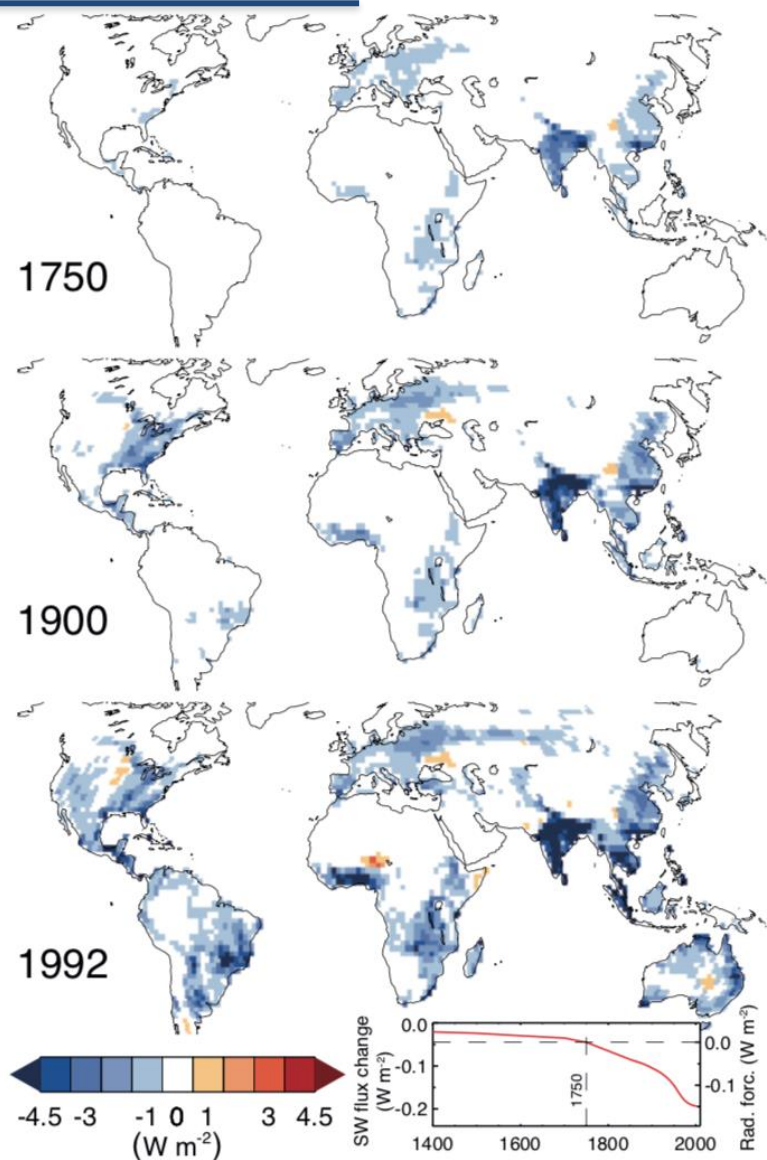 1750
1900
1992
-4.5 -3 -1 0 1 3 4.5
(W m-2)
SW flux change
(W m-2)
0.0
-0.1
-0.2
1750
1400 1600 1800 2000
0.0
-0.1
Rad. forc. (W m-2)